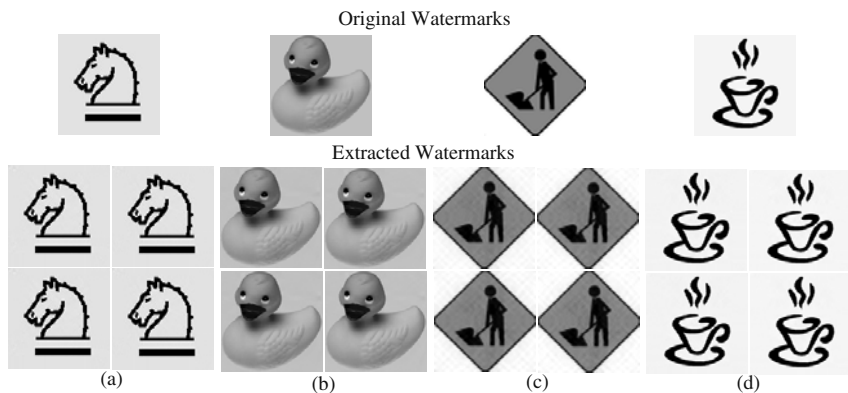 Original Watermarks
Extracted Watermarks
(a)
(b)
(c)
(d)